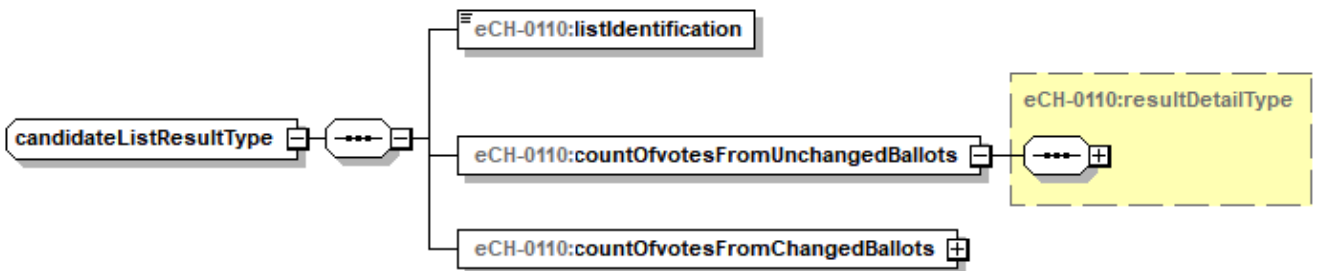 eCH-0110:listIdentification
eCH-0110:resultDetailType
candidateListResultType
eCH-0110:countOfvotesFromUnchangedBallots
eCH-0110:countOfvotesFromChangedBallots